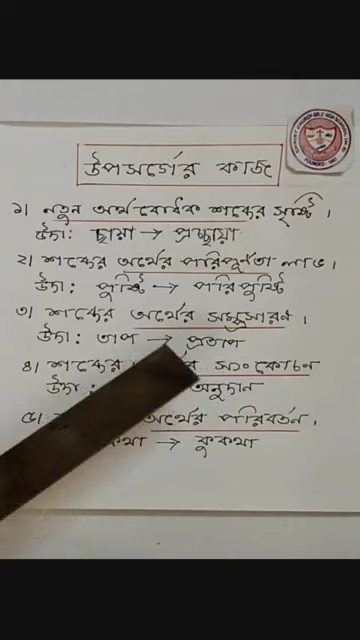 উপসর্গের কাজ
১। নতুন অর্থবোধক শব্দের সৃষ্টি।
উদা: ছায়া → প্রচ্ছায়া
২। শব্দের অর্থের পরিপূর্ণতা লাভ।
উদা: পুষ্টি → পরিপুষ্টি
৩। শব্দের অর্থের সম্প্রসারণ।
উদা: তাপ → প্রতাপ
৪। শব্দের সংকোচন
উদা: অনুদান
৫। অর্থের পরিবর্তন।
কথা → কুকথা